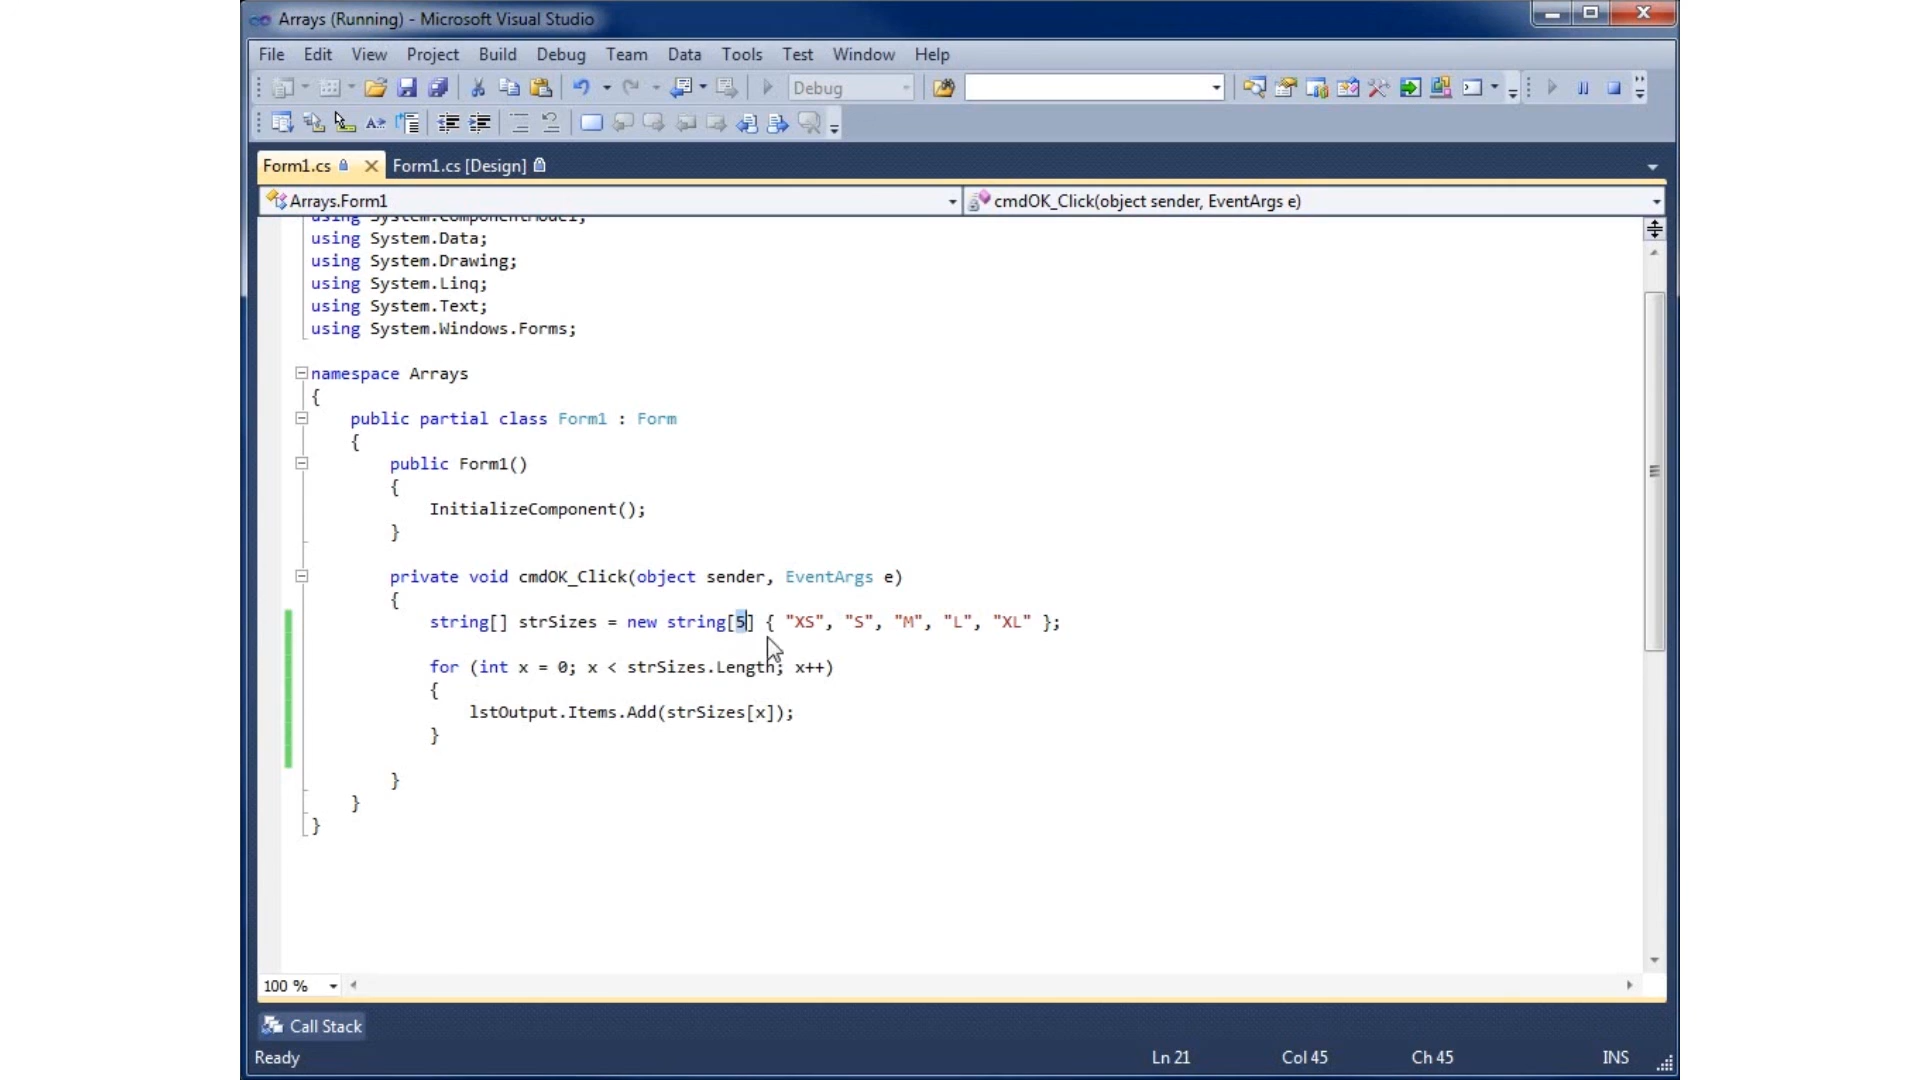 Arrays (Running) - Microsoft Visual Studio
File Edit View Project Build Debug Team Data Tools Test Window Help
Debug
Form1.cs Form1.cs [Design]
Arrays.Form1 cmdOK_Click(object sender, EventArgs e)
using System.ComponentModel;
using System.Data;
using System.Drawing;
using System.Linq;
using System.Text;
using System.Windows.Forms;
namespace Arrays
{
public partial class Form1 : Form
{
public Form1()
{
InitializeComponent();
}
private void cmdOK_Click(object sender, EventArgs e)
{
string[] strSizes = new string[5] { "XS", "S", "M", "L", "XL" };
for (int x = 0; x < strSizes.Length; x++)
{
lstOutput.Items.Add(strSizes[x]);
}
}
}
}
100 %
Call Stack
Ready Ln 21 Col 45 Ch 45 INS